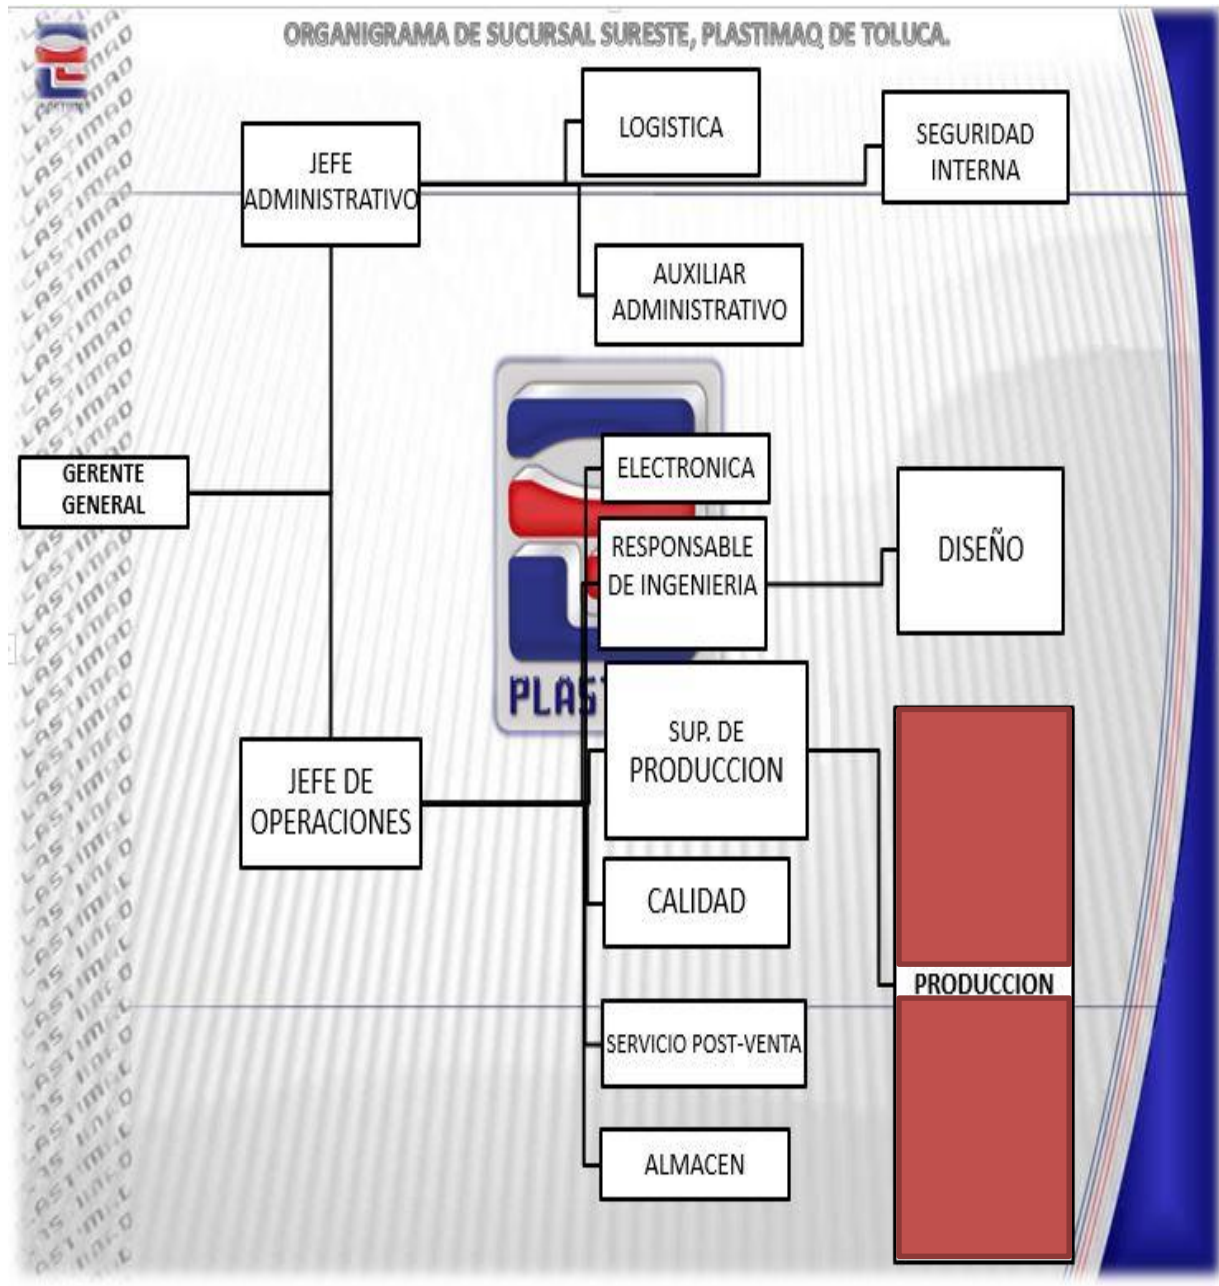 ORGANIGRAMA DE SUCURSAL SURESTE, PLASTIMAQ DE TOLUCA.
LOGISTICA
SEGURIDAD
INTERNA
JEFE
ADMINISTRATIVO
AUXILIAR
ADMINISTRATIVO
GERENTE
GENERAL
ELECTRONICA
RESPONSABLE
DE INGENIERIA
DISEÑO
PLAS
SUP. DE
PRODUCCION
JEFE DE
OPERACIONES
CALIDAD
PRODUCCION
SERVICIO POST-VENTA
ALMACEN